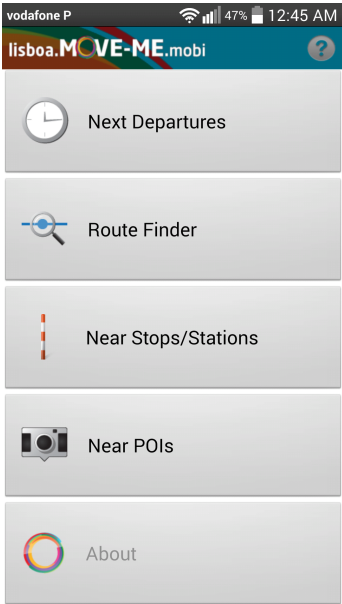 vodafone P 47% 12:45 AM
lisboa.MOVE-ME.mobi ?
Next Departures
Route Finder
Near Stops/Stations
Near POIs
About